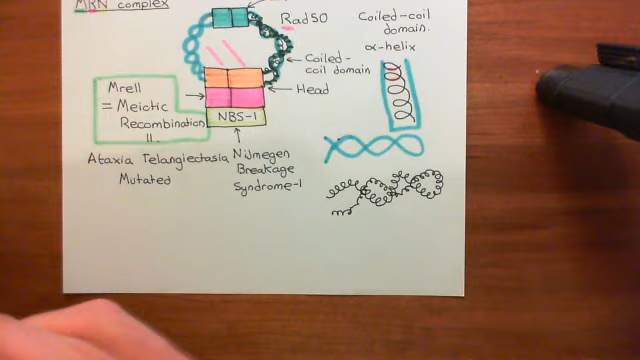 MRN complex
Rad50
Coiled-coil
domain.
α-helix
Coiled-
coil domain
Head
Mre11
= Meiotic
Recombination
11.
NBS-1
Ataxia Telangiectasia
Mutated
Nijmegen
Breakage
Syndrome-1